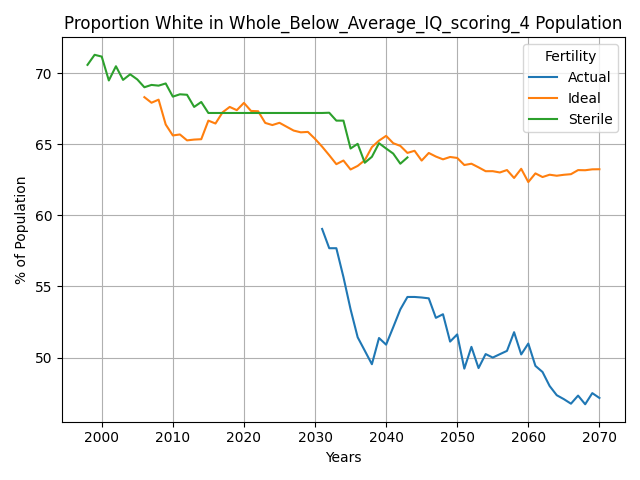 Proportion White in Whole_Below_Average_IQ_scoring_4 Population
Fertility
Actual
Ideal
Sterile
% of Population
70
65
60
55
50
2000 2010 2020 2030 2040 2050 2060 2070
Years